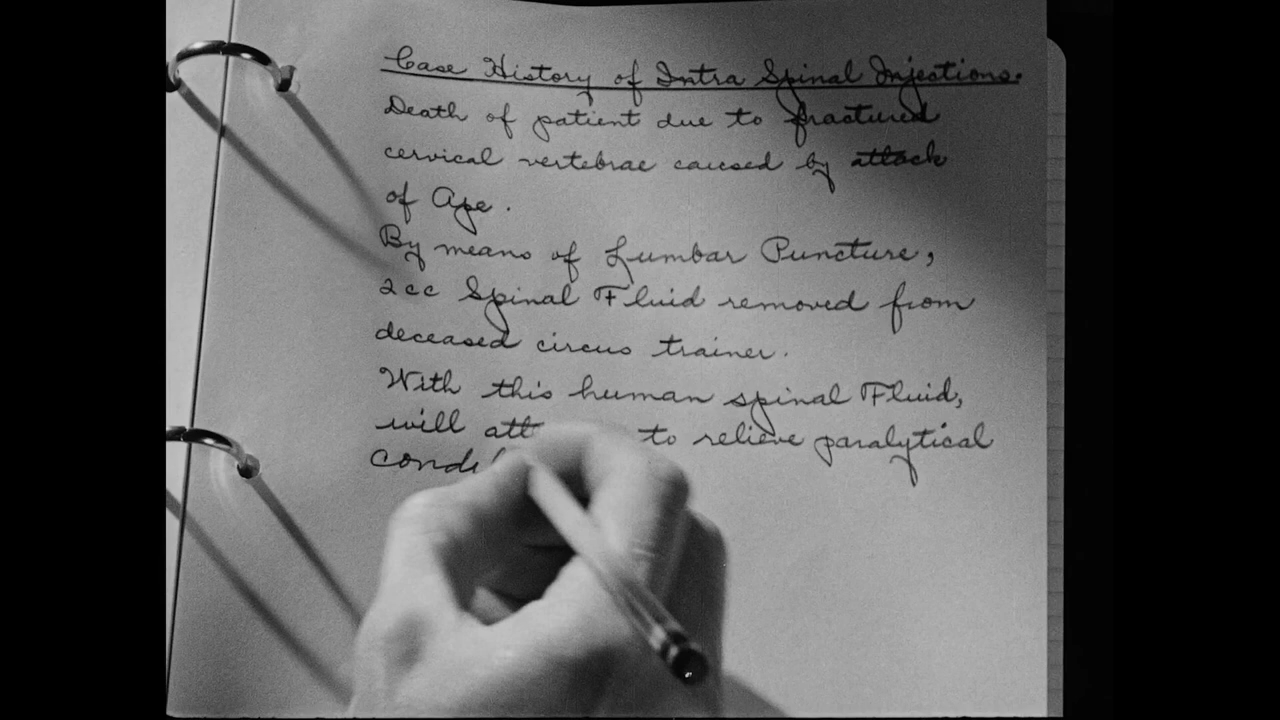 Case History of Intra Spinal Injections.
Death of patient due to fractured
cervical vertebrae caused by attack
of Ape.
By means of Lumbar Puncture,
2cc Spinal Fluid removed from
deceased circus trainer.
With this human spinal Fluid,
will att to relieve paralytical
condi